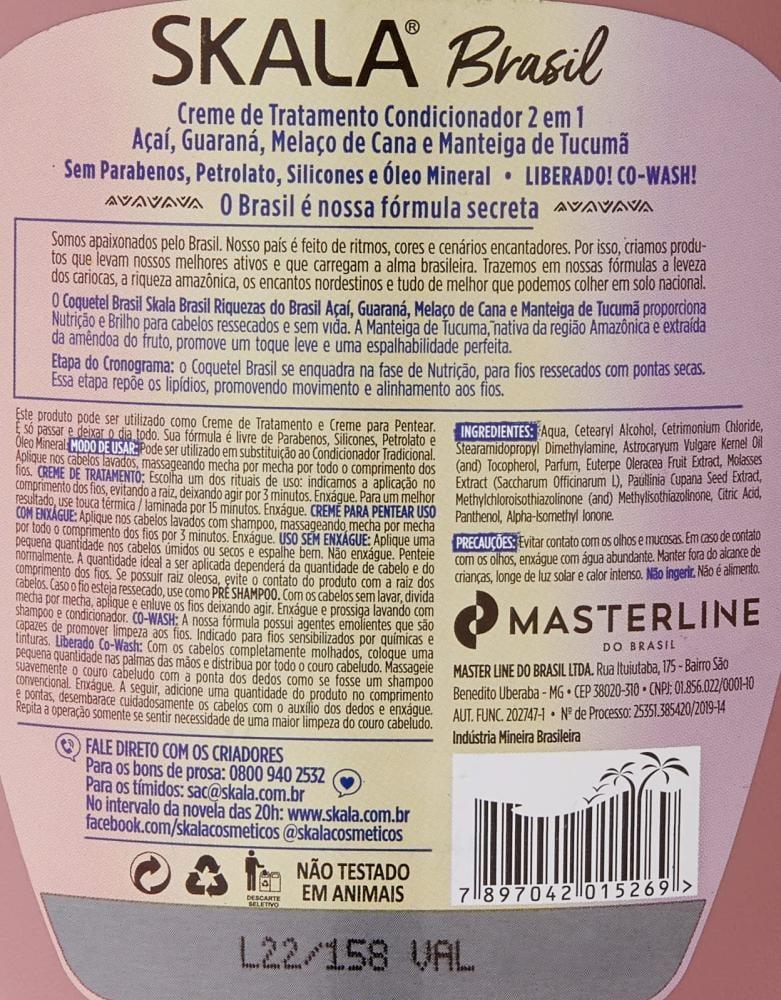 SKALA® Brasil
Creme de Tratamento Condicionador 2 em 1
Açaí, Guaraná, Melaço de Cana e Manteiga de Tucumã
Sem Parabenos, Petrolato, Silicones e Óleo Mineral • LIBERADO! CO-WASH!
O Brasil é nossa fórmula secreta
Somos apaixonados pelo Brasil. Nosso país é feito de ritmos, cores e cenários encantadores. Por isso, criamos produ-
tos que levam nossos melhores ativos e que carregam a alma brasileira. Trazemos em nossas fórmulas a leveza
dos cariocas, a riqueza amazônica, os encantos nordestinos e tudo de melhor que podemos colher em solo nacional.
O Coquetel Brasil Skala Brasil Riquezas do Brasil Açaí, Guaraná, Melaço de Cana e Manteiga de Tucumã proporciona
Nutrição e Brilho para cabelos ressecados e sem vida. A Manteiga de Tucuma, nativa da região Amazônica e extraída
da amêndoa do fruto, promove um toque leve e uma espalhabilidade perfeita.
Etapa do Cronograma: o Coquetel Brasil se enquadra na fase de Nutrição, para fios ressecados com pontas secas.
Essa etapa repõe os lipídios, promovendo movimento e alinhamento aos fios.
Este produto pode ser utilizado como Creme de Tratamento e Creme para Pentear.
É só passar e deixar o dia todo. Sua fórmula é livre de Parabenos, Silicones, Petrolato e
Óleo Mineral. MODO DE USAR: Pode ser utilizado em substituição ao Condicionador Tradicional.
Aplique nos cabelos lavados, massageando mecha por mecha por todo o comprimento dos
fios. CREME DE TRATAMENTO: Escolha um dos rituais de uso: indicamos a aplicação no
comprimento dos fios, evitando a raiz, deixando agir por 3 minutos. Enxágue. Para um melhor
resultado, use touca térmica / laminada por 15 minutos. Enxágue. CREME PARA PENTEAR USO
COM ENXÁGUE: Aplique nos cabelos lavados com shampoo, massageando mecha por mecha
por todo o comprimento dos fios por 3 minutos. Enxágue. USO SEM ENXÁGUE: Aplique uma
pequena quantidade nos cabelos úmidos ou secos e espalhe bem. Não enxágue. Penteie
normalmente. A quantidade ideal a ser aplicada dependerá da quantidade de cabelo e do
comprimento dos fios. Se possuir raiz oleosa, evite o contato do produto com a raiz dos
cabelos. Caso o fio esteja ressecado, use como PRÉ SHAMPOO. Com os cabelos sem lavar, divida
mecha por mecha, aplique e enluve os fios deixando agir. Enxágue e prossiga lavando com
shampoo e condicionador. CO-WASH: A nossa fórmula possui agentes emolientes que são
capazes de promover limpeza aos fios. Indicado para fios sensibilizados por químicas e
tinturas. Liberado Co-Wash: Com os cabelos completamente molhados, coloque uma
pequena quantidade nas palmas das mãos e distribua por todo o couro cabeludo. Massageie
suavemente o couro cabeludo com a ponta dos dedos como se fosse um shampoo
convencional. Enxágue. A seguir, adicione uma quantidade do produto no comprimento
e pontas, desembarace cuidadosamente os cabelos com o auxílio dos dedos e enxágue.
Repita a operação somente se sentir necessidade de uma maior limpeza do couro cabeludo.
INGREDIENTES: Aqua, Cetearyl Alcohol, Cetrimonium Chloride,
Stearamidopropyl Dimethylamine, Astrocaryum Vulgare Kernel Oil
(and) Tocopherol, Parfum, Euterpe Oleracea Fruit Extract, Molasses
Extract (Saccharum Officinarum L), Paullinia Cupana Seed Extract,
Methylchloroisothiazolinone (and) Methylisothiazolinone, Citric Acid,
Panthenol, Alpha-Isomethyl Ionone.
PRECAUÇÕES: Evitar contato com os olhos e mucosas. Em caso de contato
com os olhos, enxágue com água abundante. Manter fora do alcance de
crianças, longe de luz solar e calor intenso. Não ingerir. Não é alimento.
MASTERLINE
DO BRASIL
MASTER LINE DO BRASIL LTDA. Rua Ituiutaba, 175 - Bairro São
Benedito Uberaba - MG • CEP 38020-310 • CNPJ: 01.856.022/0001-10
AUT. FUNC. 202747-1 • Nº de Processo: 25351.385420/2019-14
Indústria Mineira Brasileira
FALE DIRETO COM OS CRIADORES
Para os bons de prosa: 0800 940 2532
Para os tímidos: sac@skala.com.br
No intervalo da novela das 20h: www.skala.com.br
facebook.com/skalacosmeticos @skalacosmeticos
DESCARTE
SELETIVO
NÃO TESTADO
EM ANIMAIS
7 897042 015269 >
L22/158 VAL